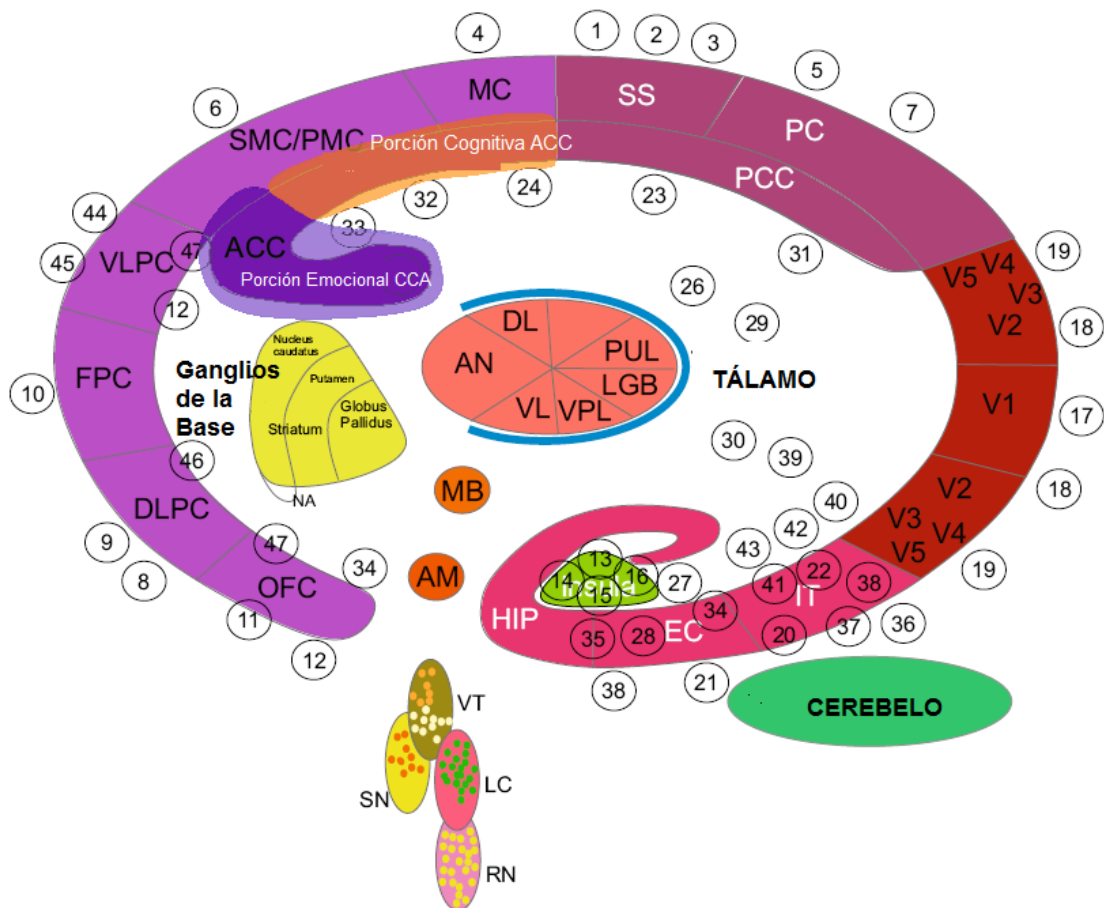 1
2
3
4
5
6
7
MC
SS
PC
SMC/PMC
Porción Cognitiva ACC
...
PCC
24
32
23
33
31
44
47
45
VLPC
ACC
Porción Emocional CCA
12
26
29
19
V5
V4
V3
V2
18
10
FPC
Ganglios
de la
Base
Nucleus
caudatus
Putamen
Globus
Pallidus
Striatum
NA
AN
DL
PUL
LGB
VPL
VL
TÁLAMO
V1
17
46
DLPC
9
8
47
OFC
34
11
12
MB
AM
30
39
40
42
43
V2
V3
V4
V5
18
19
13
14
16
Insula
15
27
HIP
35
28
EC
34
41
22
38
IT
20
37
36
38
21
CEREBELO
VT
SN
LC
RN